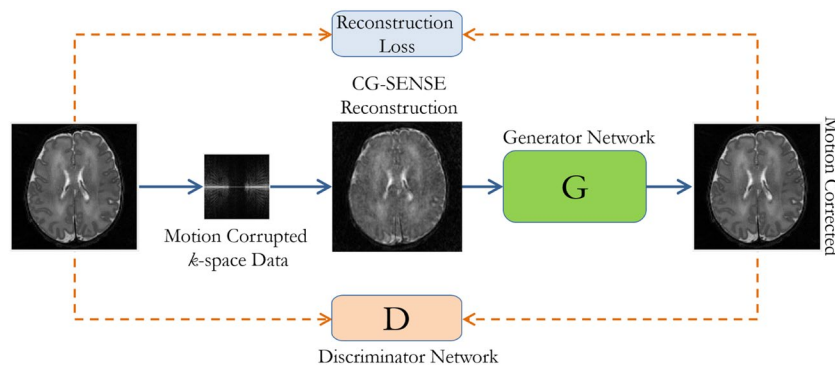 Reconstruction
Loss
CG-SENSE
Reconstruction
Generator Network
G
Motion Corrected
Motion Corrupted
k-space Data
D
Discriminator Network